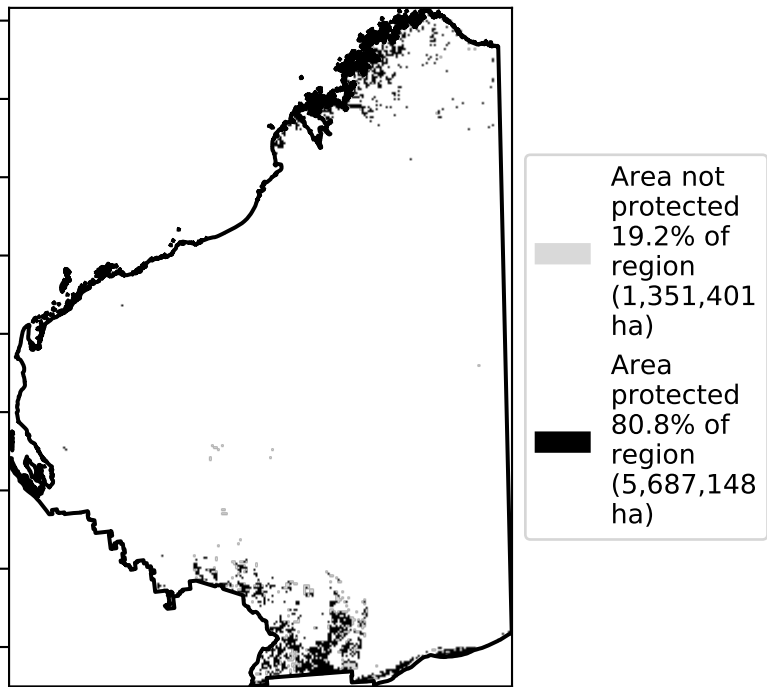 Area not
protected
19.2% of
region
(1,351,401
ha)
Area
protected
80.8% of
region
(5,687,148
ha)